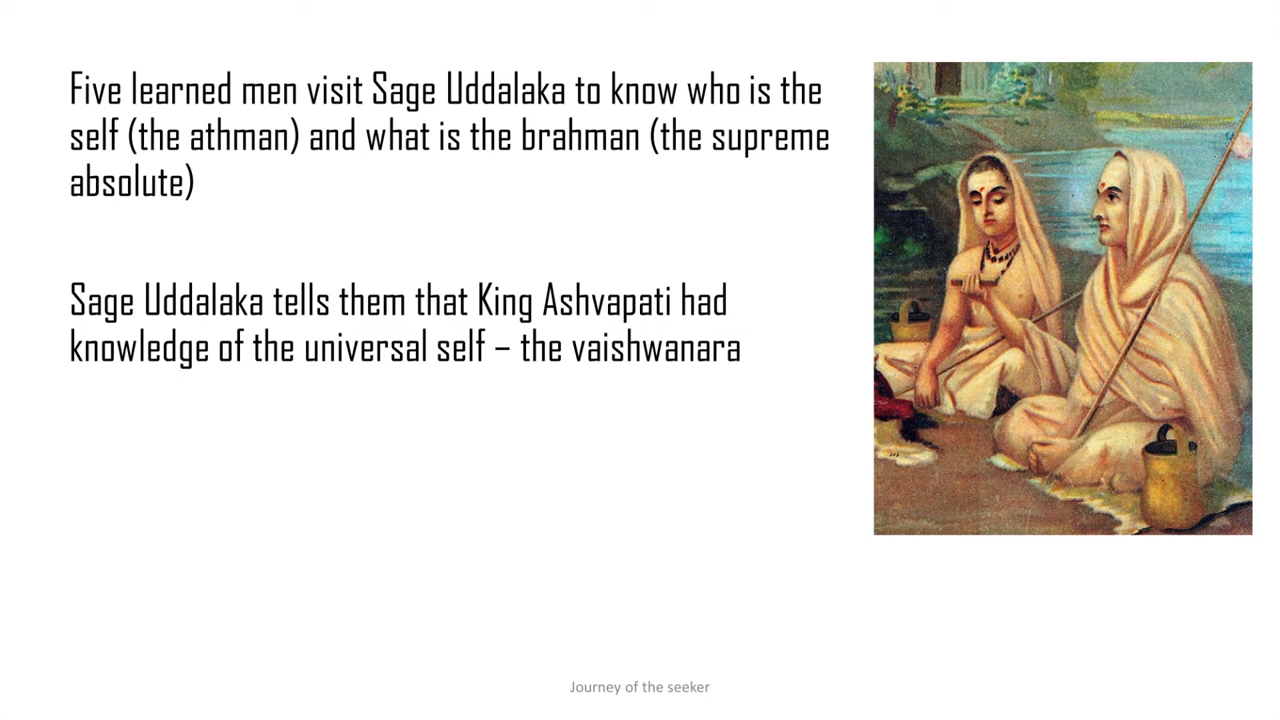 Five learned men visit Sage Uddalaka to know who is the
self (the athman) and what is the brahman (the supreme
absolute)
Sage Uddalaka tells them that King Ashvapati had
knowledge of the universal self – the vaishwanara
Journey of the seeker